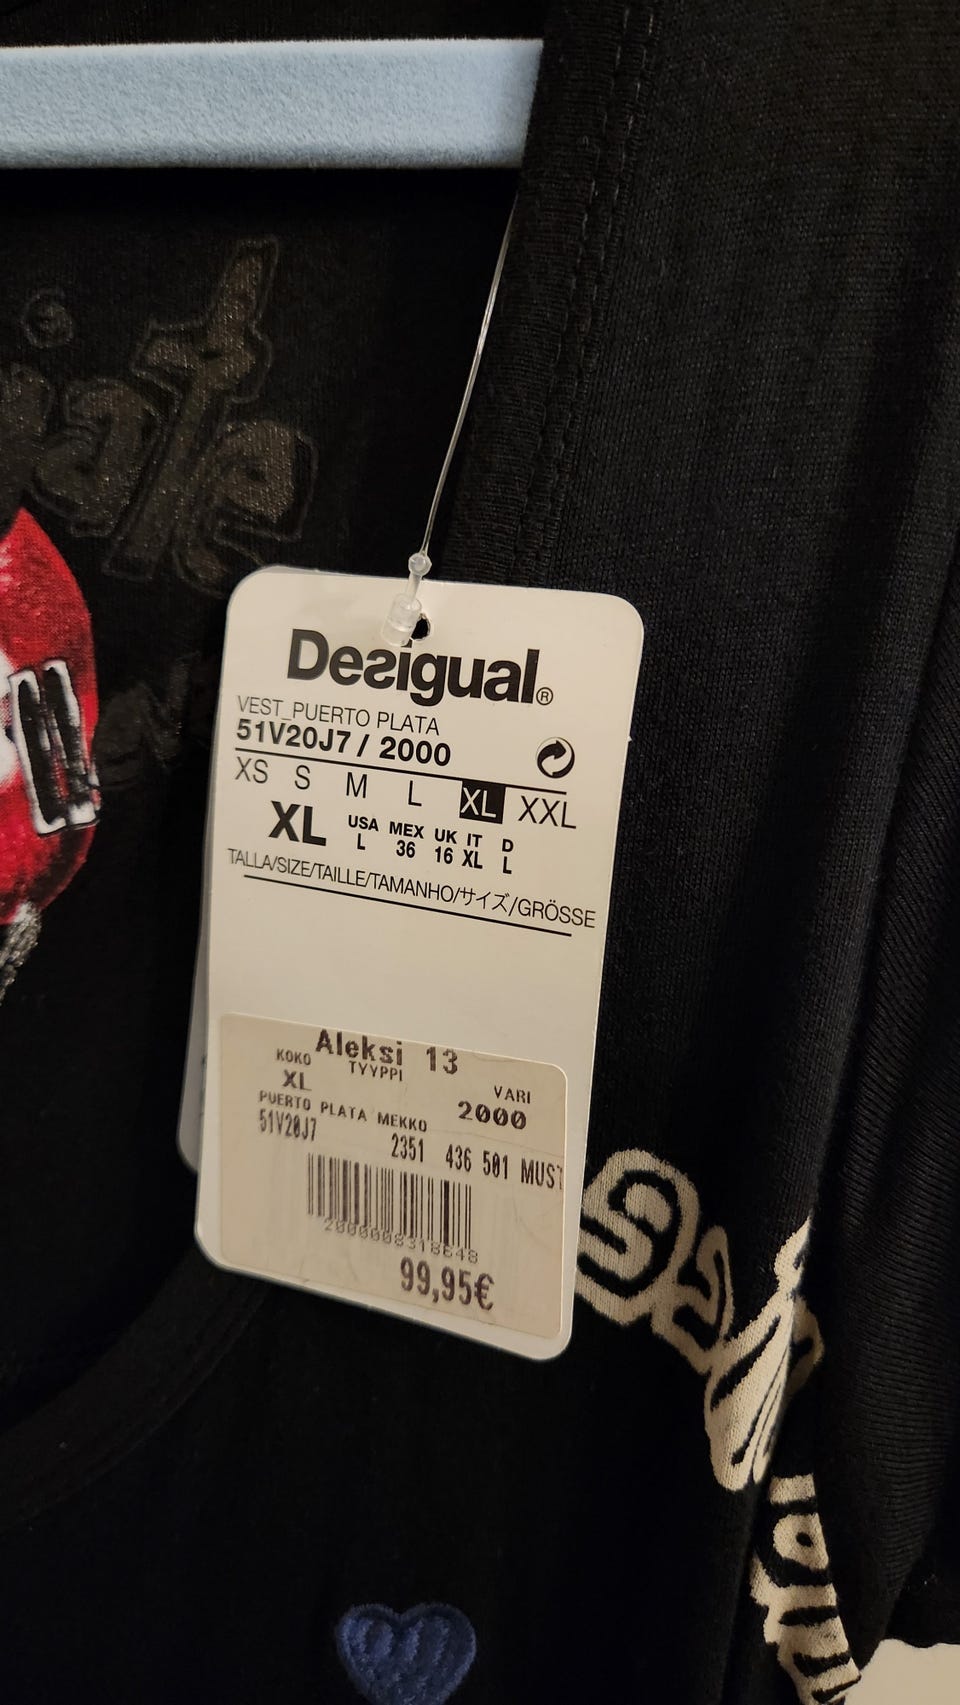 Desigual®
VEST_PUERTO PLATA
51V20J7 / 2000
XS S M L XL XXL
XL USA MEX UK IT D
L 36 16 XL L
TALLA/SIZE/TAILLE/TAMANHO/サイズ/GRÖSSE
Aleksi 13
KOKO TYYPPI VARI
XL 2000
PUERTO PLATA MEKKO
51V20J7 2351 436 501 MUST
2000008318648
99,95€